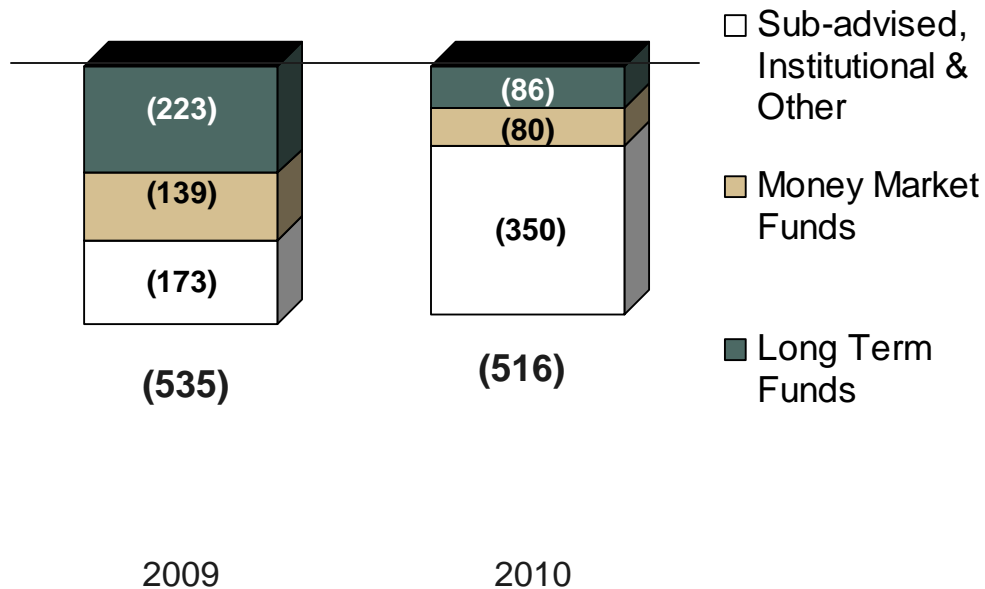 (223)
(139)
(173)
(535)
2009
(86)
(80)
(350)
(516)
2010
Sub-advised,
Institutional &
Other
Money Market
Funds
Long Term
Funds